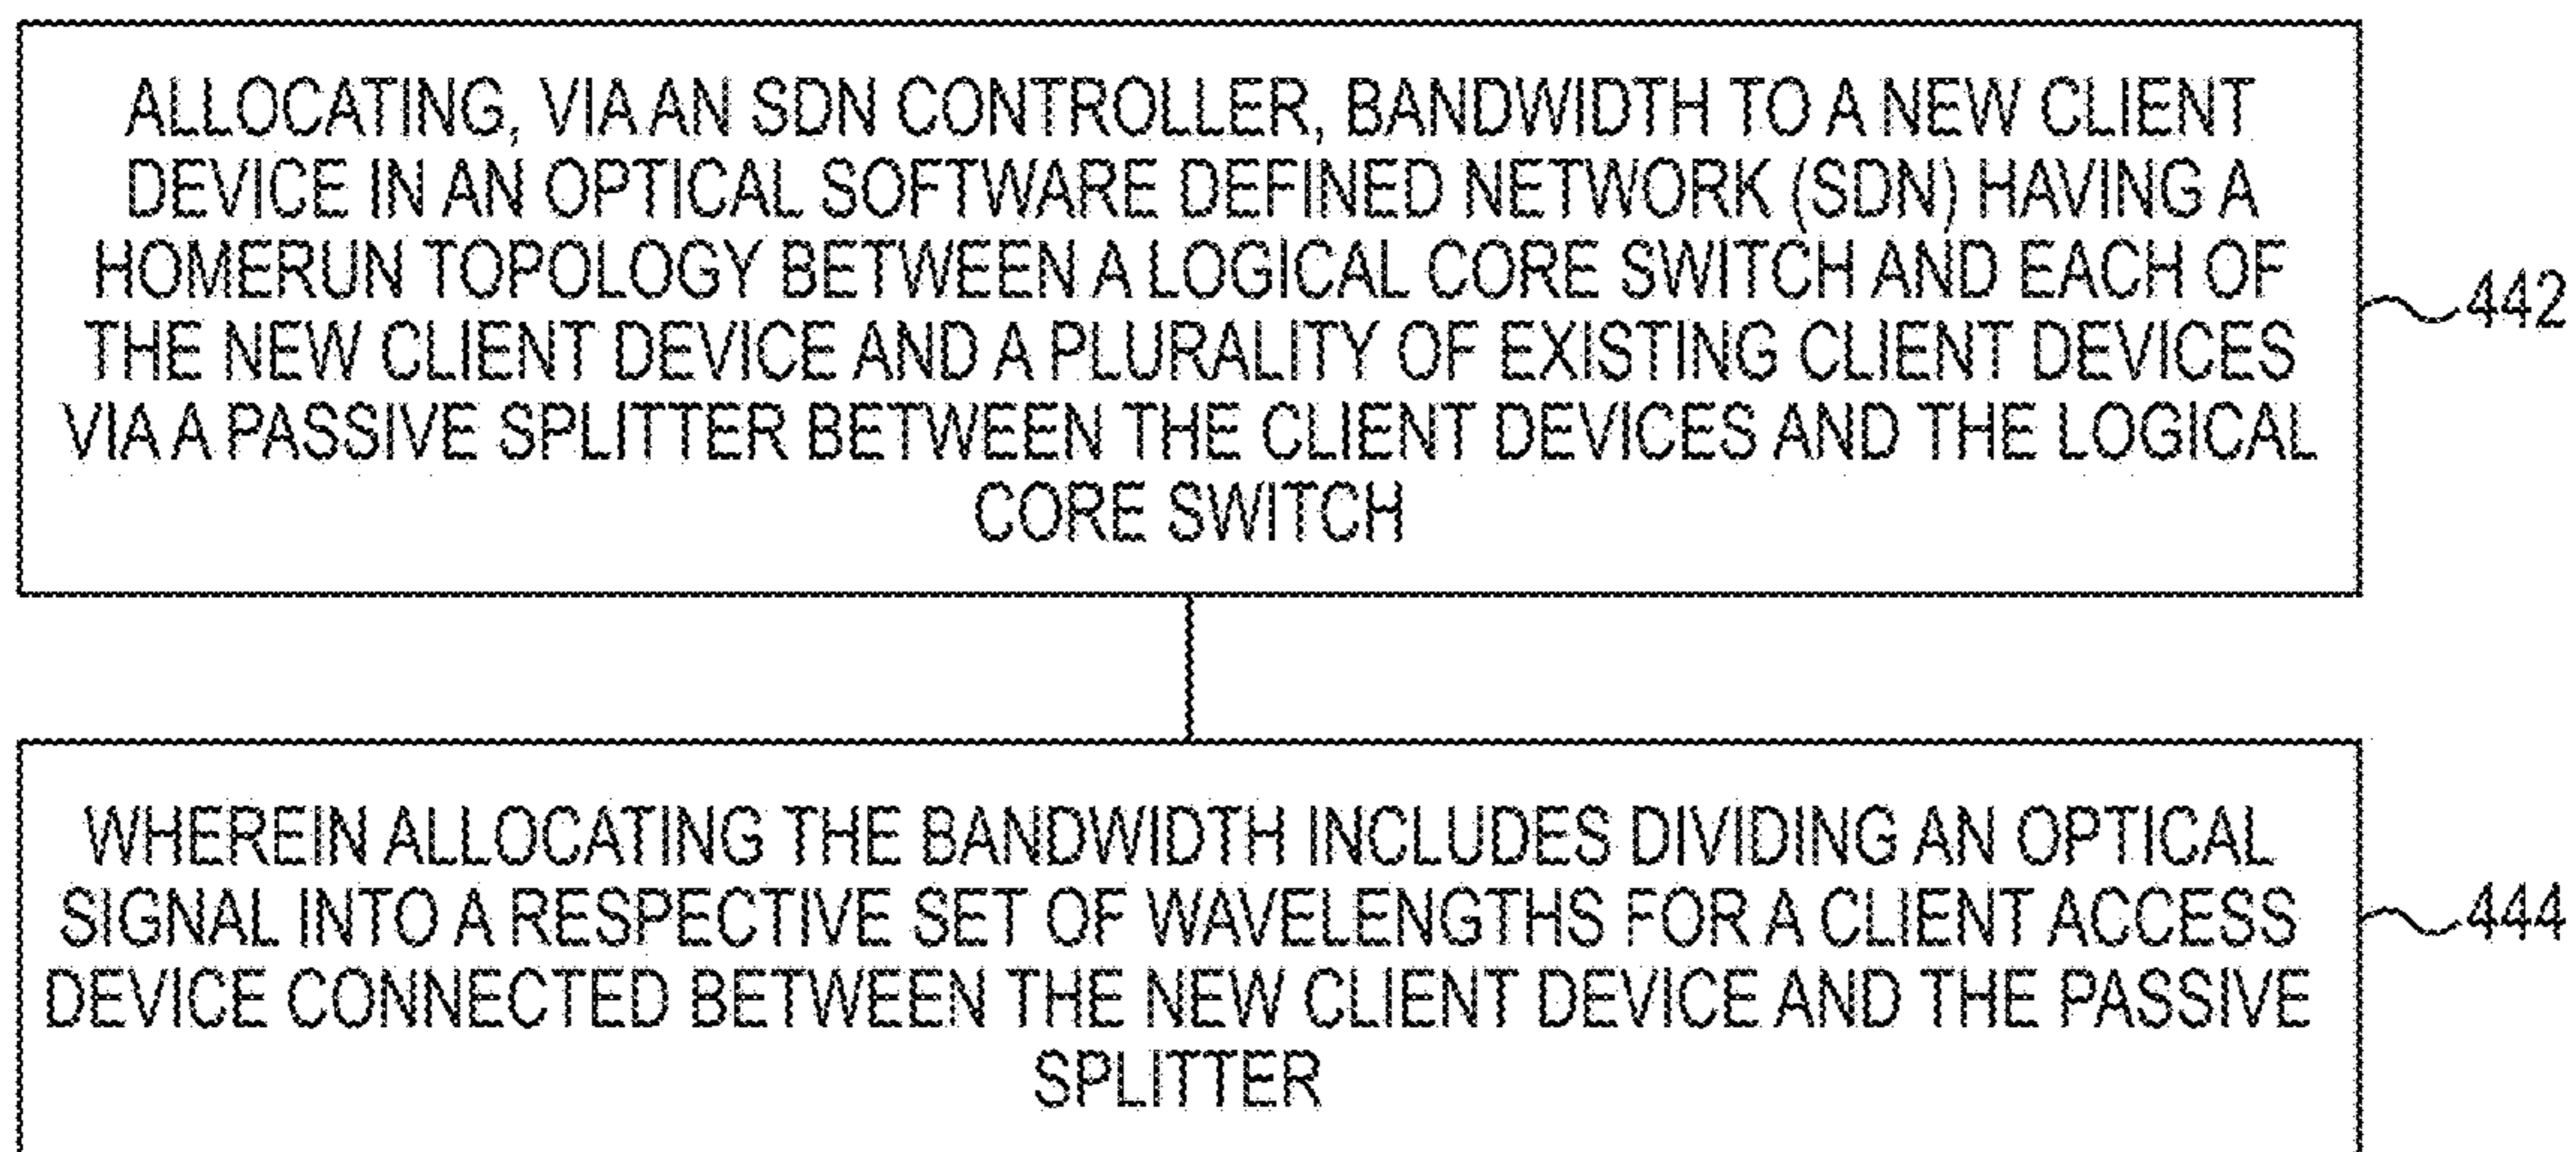 ALLOCATING, VIA AN SDN CONTROLLER, BANDWIDTH TO A NEW CLIENT
DEVICE IN AN OPTICAL SOFTWARE DEFINED NETWORK (SDN) HAVING A
HOMERUN TOPOLOGY BETWEEN A LOGICAL CORE SWITCH AND EACH OF
THE NEW CLIENT DEVICE AND A PLURALITY OF EXISTING CLIENT DEVICES
VIA A PASSIVE SPLITTER BETWEEN THE CLIENT DEVICES AND THE LOGICAL
CORE SWITCH
442
WHEREIN ALLOCATING THE BANDWIDTH INCLUDES DIVIDING AN OPTICAL
SIGNAL INTO A RESPECTIVE SET OF WAVELENGTHS FOR A CLIENT ACCESS
DEVICE CONNECTED BETWEEN THE NEW CLIENT DEVICE AND THE PASSIVE
SPLITTER
444